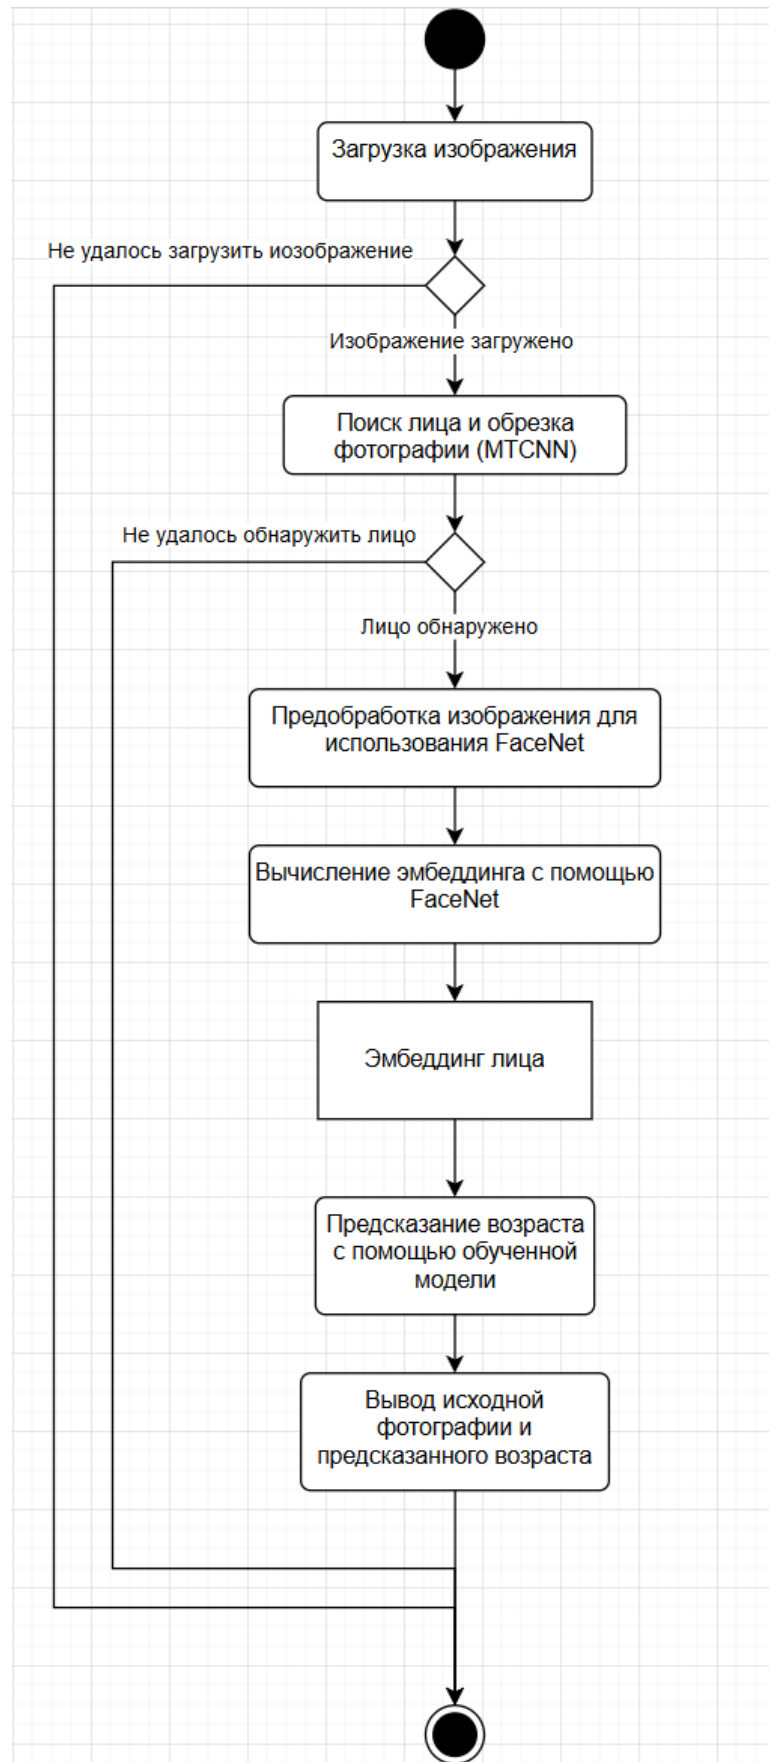 Загрузка изображения
Не удалось загрузить иозображение
Изображение загружено
Поиск лица и обрезка
фотографии (MTCNN)
Не удалось обнаружить лицо
Лицо обнаружено
Предобработка изображения для
использования FaceNet
Вычисление эмбеддинга с помощью
FaceNet
Эмбеддинг лица
Предсказание возраста
с помощью обученной
модели
Вывод исходной
фотографии и
предсказанного возраста